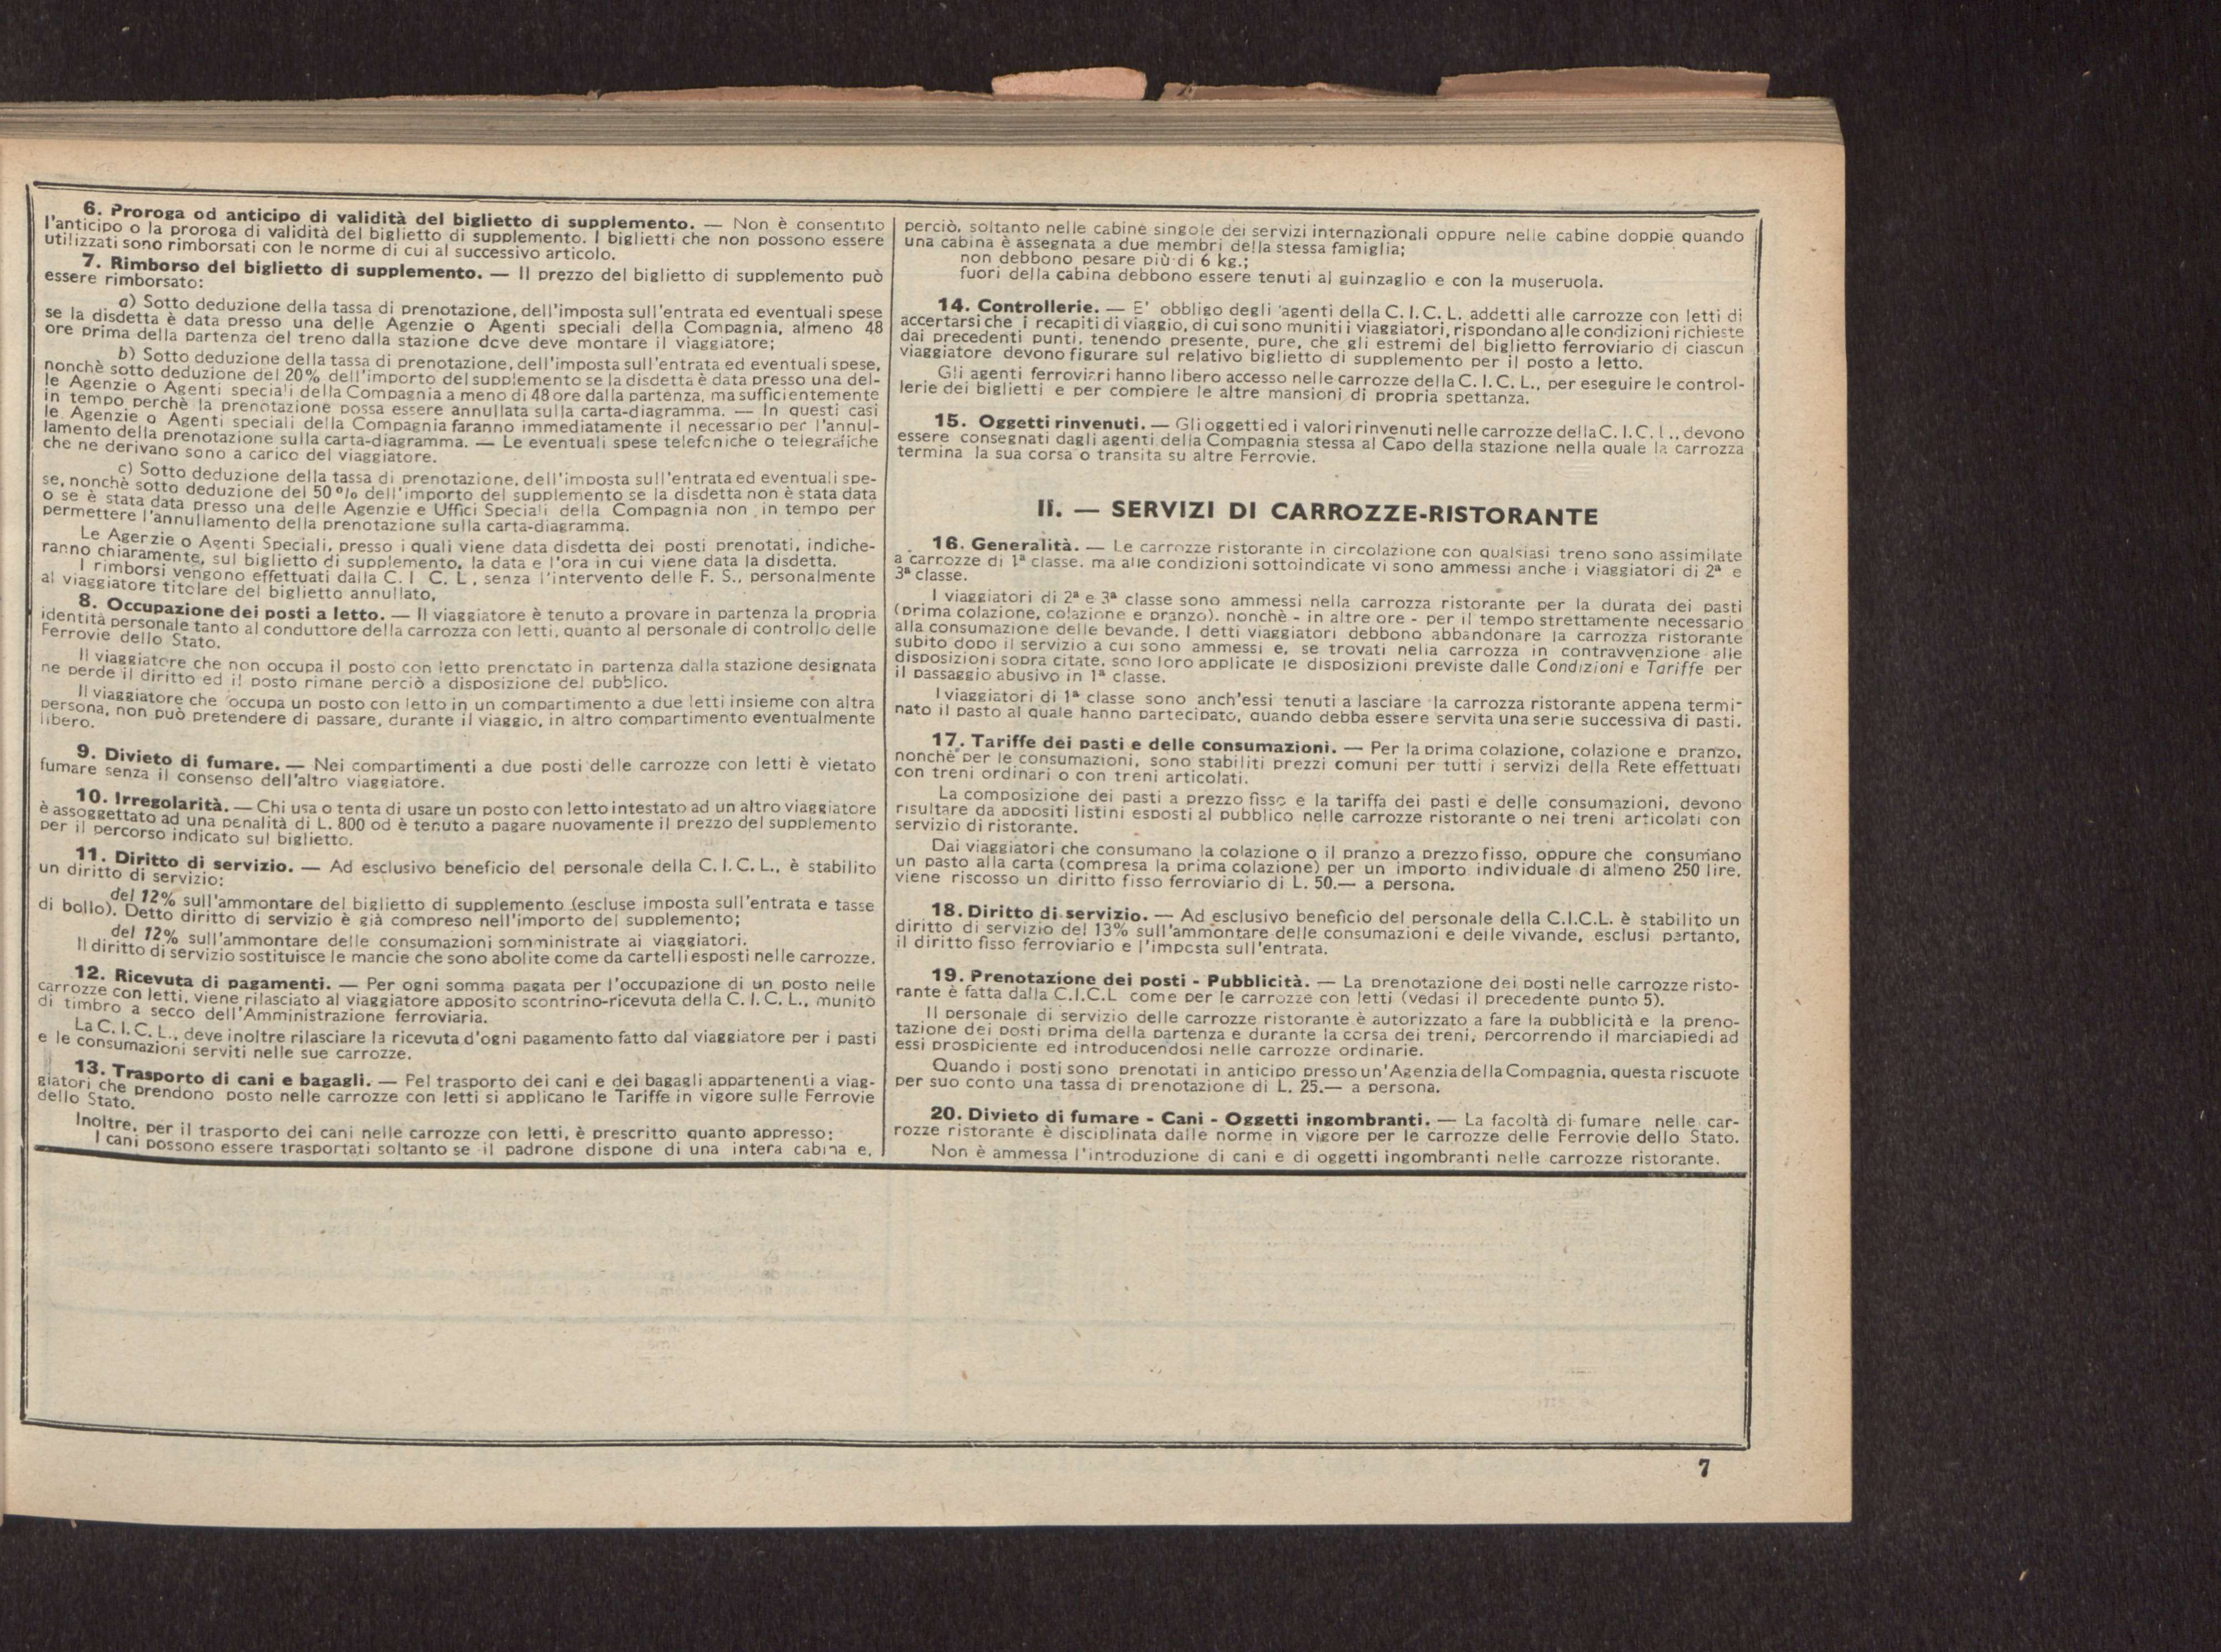 6. Proroga od anticipo di validità del biglietto di supplemento. — Non è consentito
l'anticipo o la proroga di validità del biglietto di supplemento. I biglietti che non possono essere
utilizzati sono rimborsati con le norme di cui al successivo articolo.
7. Rimborso del biglietto di supplemento. — Il prezzo del biglietto di supplemento può
essere rimborsato:
a) Sotto deduzione della tassa di prenotazione, dell'imposta sull'entrata ed eventuali spese
se la disdetta è data presso una delle Agenzie o Agenti speciali della Compagnia, almeno 48
ore prima della partenza del treno dalla stazione dove deve montare il viaggiatore;
b) Sotto deduzione della tassa di prenotazione, dell'imposta sull'entrata ed eventuali spese,
nonchè sotto deduzione del 20% dell'importo del supplemento se la disdetta è data presso una del-
le Agenzie o Agenti speciali della Compagnia a meno di 48 ore dalla partenza, ma sufficientemente
in tempo perchè la prenotazione possa essere annullata sulla carta-diagramma. — In questi casi
le Agenzie o Agenti speciali della Compagnia faranno immediatamente il necessario per l'annul-
lamento della prenotazione sulla carta-diagramma. — Le eventuali spese telefoniche o telegrafiche
che ne derivano sono a carico del viaggiatore.
c) Sotto deduzione della tassa di prenotazione, dell'imposta sull'entrata ed eventuali spe-
se, nonchè sotto deduzione del 50% dell'importo del supplemento se la disdetta non è stata data
o se è stata data presso una delle Agenzie e Uffici Speciali della Compagnia non in tempo per
permettere l'annullamento della prenotazione sulla carta-diagramma.
Le Agenzie o Agenti Speciali, presso i quali viene data disdetta dei posti prenotati, indiche-
ranno chiaramente, sul biglietto di supplemento, la data e l'ora in cui viene data la disdetta.
I rimborsi vengono effettuati dalla C. I C. L, senza l'intervento delle F. S., personalmente
al viaggiatore titolare del biglietto annullato,
8. Occupazione dei posti a letto. — Il viaggiatore è tenuto a provare in partenza la propria
identità personale tanto al conduttore della carrozza con letti, quanto al personale di controllo delle
Ferrovie dello Stato.
Il viaggiatore che non occupa il posto con letto prenotato in partenza dalla stazione designata
ne perde il diritto ed il posto rimane perciò a disposizione del pubblico.
Il viaggiatore che occupa un posto con letto in un compartimento a due letti insieme con altra
persona, non può pretendere di passare, durante il viaggio, in altro compartimento eventualmente
libero.
9. Divieto di fumare. — Nei compartimenti a due posti delle carrozze con letti è vietato
fumare senza il consenso dell'altro viaggiatore.
10. Irregolarità. — Chi usa o tenta di usare un posto con letto intestato ad un altro viaggiatore
è assoggettato ad una penalità di L. 800 od è tenuto a pagare nuovamente il prezzo del supplemento
per il percorso indicato sul biglietto.
11. Diritto di servizio. — Ad esclusivo beneficio del personale della C. I. C. L., è stabilito
un diritto di servizio:
del 12% sull'ammontare del biglietto di supplemento (escluse imposta sull'entrata e tasse
di bollo). Detto diritto di servizio è già compreso nell'importo del supplemento;
del 12% sull'ammontare delle consumazioni somministrate ai viaggiatori.
Il diritto di servizio sostituisce le mancie che sono abolite come da cartelli esposti nelle carrozze.
12. Ricevuta di pagamenti. — Per ogni somma pagata per l'occupazione di un posto nelle
carrozze con letti, viene rilasciato al viaggiatore apposito scontrino-ricevuta della C. I. C. L., munito
di timbro a secco dell'Amministrazione ferroviaria.
La C. I. C. L., deve inoltre rilasciare la ricevuta d'ogni pagamento fatto dal viaggiatore per i pasti
e le consumazioni serviti nelle sue carrozze.
13. Trasporto di cani e bagagli. — Pel trasporto dei cani e dei bagagli appartenenti a viag-
giatori che prendono posto nelle carrozze con letti si applicano le Tariffe in vigore sulle Ferrovie
dello Stato.
Inoltre, per il trasporto dei cani nelle carrozze con letti, è prescritto quanto appresso:
I cani possono essere trasportati soltanto se il padrone dispone di una intera cabina e,
perciò, soltanto nelle cabine singole dei servizi internazionali oppure nelle cabine doppie quando
una cabina è assegnata a due membri della stessa famiglia;
non debbono pesare più di 6 kg.;
fuori della cabina debbono essere tenuti al guinzaglio e con la museruola.
14. Controllerie. — E' obbligo degli agenti della C. I. C. L. addetti alle carrozze con letti di
accertarsi che i recapiti di viaggio, di cui sono muniti i viaggiatori, rispondano alle condizioni richieste
dai precedenti punti, tenendo presente, pure, che gli estremi del biglietto ferroviario di ciascun
viaggiatore devono figurare sul relativo biglietto di supplemento per il posto a letto.
Gli agenti ferroviari hanno libero accesso nelle carrozze della C. I. C. L., per eseguire le control-
lerie dei biglietti e per compiere le altre mansioni di propria spettanza.
15. Oggetti rinvenuti. — Gli oggetti ed i valori rinvenuti nelle carrozze della C. I. C. L., devono
essere consegnati dagli agenti della Compagnia stessa al Capo della stazione nella quale la carrozza
termina la sua corsa o transita su altre Ferrovie.
II. — SERVIZI DI CARROZZE-RISTORANTE
16. Generalità. — Le carrozze ristorante in circolazione con qualsiasi treno sono assimilate
a carrozze di 1ª classe. ma alle condizioni sottoindicate vi sono ammessi anche i viaggiatori di 2ª e
3ª classe.
I viaggiatori di 2ª e 3ª classe sono ammessi nella carrozza ristorante per la durata dei pasti
(prima colazione, colazione e pranzo). nonchè - in altre ore - per il tempo strettamente necessario
alla consumazione delle bevande. I detti viaggiatori debbono abbandonare la carrozza ristorante
subito dopo il servizio a cui sono ammessi e, se trovati nella carrozza in contravvenzione alle
disposizioni sopra citate, sono loro applicate le disposizioni previste dalle Condizioni e Tariffe per
il passaggio abusivo in 1ª classe.
I viaggiatori di 1ª classe sono anch'essi tenuti a lasciare la carrozza ristorante appena termi-
nato il pasto al quale hanno partecipato, quando debba essere servita una serie successiva di pasti.
17. Tariffe dei pasti e delle consumazioni. — Per la prima colazione, colazione e pranzo,
nonchè per le consumazioni, sono stabiliti prezzi comuni per tutti i servizi della Rete effettuati
con treni ordinari o con treni articolati.
La composizione dei pasti a prezzo fisso e la tariffa dei pasti e delle consumazioni, devono
risultare da appositi listini esposti al pubblico nelle carrozze ristorante o nei treni articolati con
servizio di ristorante.
Dai viaggiatori che consumano la colazione o il pranzo a prezzo fisso, oppure che consumano
un pasto alla carta (compresa la prima colazione) per un importo individuale di almeno 250 lire,
viene riscosso un diritto fisso ferroviario di L. 50.— a persona.
18. Diritto di servizio. — Ad esclusivo beneficio del personale della C.I.C.L. è stabilito un
diritto di servizio del 13% sull'ammontare delle consumazioni e delle vivande, esclusi pertanto,
il diritto fisso ferroviario e l'imposta sull'entrata.
19. Prenotazione dei posti - Pubblicità. — La prenotazione dei posti nelle carrozze risto-
rante è fatta dalla C.I.C.L come per le carrozze con letti (vedasi il precedente punto 5).
Il personale di servizio delle carrozze ristorante è autorizzato a fare la pubblicità e la preno-
tazione dei posti prima della partenza e durante la corsa dei treni, percorrendo il marciapiedi ad
essi prospiciente ed introducendosi nelle carrozze ordinarie.
Quando i posti sono prenotati in anticipo presso un'Agenzia della Compagnia, questa riscuote
per suo conto una tassa di prenotazione di L. 25.— a persona.
20. Divieto di fumare - Cani - Oggetti ingombranti. — La facoltà di fumare nelle car-
rozze ristorante è disciplinata dalle norme in vigore per le carrozze delle Ferrovie dello Stato.
Non è ammessa l'introduzione di cani e di oggetti ingombranti nelle carrozze ristorante.
7